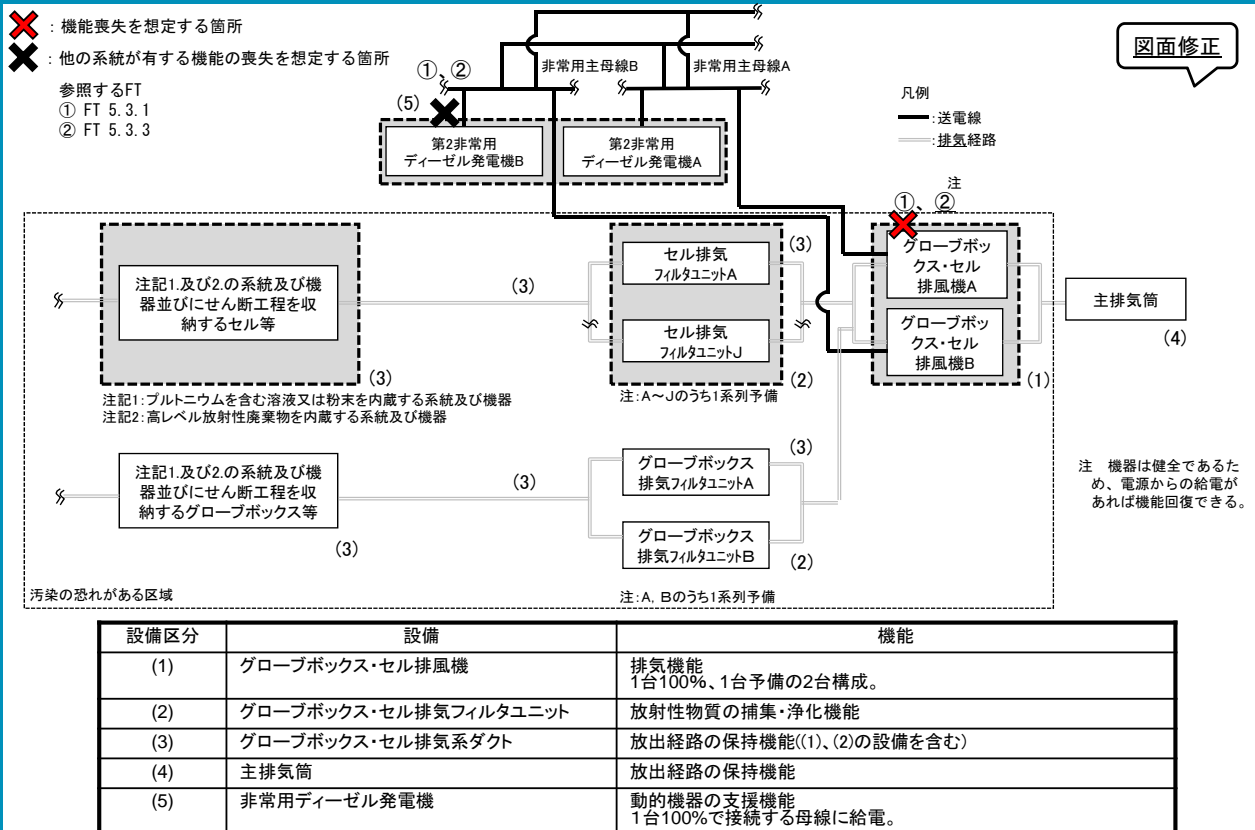 ：機能喪失を想定する箇所
：他の系統が有する機能の喪失を想定する箇所
参照するFT
① FT 5.3.1
② FT 5.3.3
図面修正
①、②
非常用主母線B
非常用主母線A
(5)
第2非常用
ディーゼル発電機B
第2非常用
ディーゼル発電機A
凡例
：送電線
：排気経路
注
①、②
注記1.及び2.の系統及び機
器並びにせん断工程を収
納するセル等
(3)
(3)
セル排気
フィルタユニットA
(3)
セル排気
フィルタユニットJ
(2)
グローブボッ
クス・セル
排風機A
グローブボッ
クス・セル
排風機B
(1)
主排気筒
(4)
注記1：プルトニウムを含む溶液又は粉末を内蔵する系統及び機器
注記2：高レベル放射性廃棄物を内蔵する系統及び機器
注：A～Jのうち1系列予備
注記1.及び2.の系統及び機
器並びにせん断工程を収
納するグローブボックス等
(3)
(3)
グローブボックス
排気フィルタユニットA
(3)
グローブボックス
排気フィルタユニットB
(2)
注 機器は健全であるた
め、電源からの給電が
あれば機能回復できる。
汚染の恐れがある区域
注：A, Bのうち1系列予備
設備区分 設備 機能
(1) グローブボックス・セル排風機 排気機能
1台100%、1台予備の2台構成。
(2) グローブボックス・セル排気フィルタユニット 放射性物質の捕集・浄化機能
(3) グローブボックス・セル排気系ダクト 放出経路の保持機能((1)、(2)の設備を含む)
(4) 主排気筒 放出経路の保持機能
(5) 非常用ディーゼル発電機 動的機器の支援機能
1台100%で接続する母線に給電。